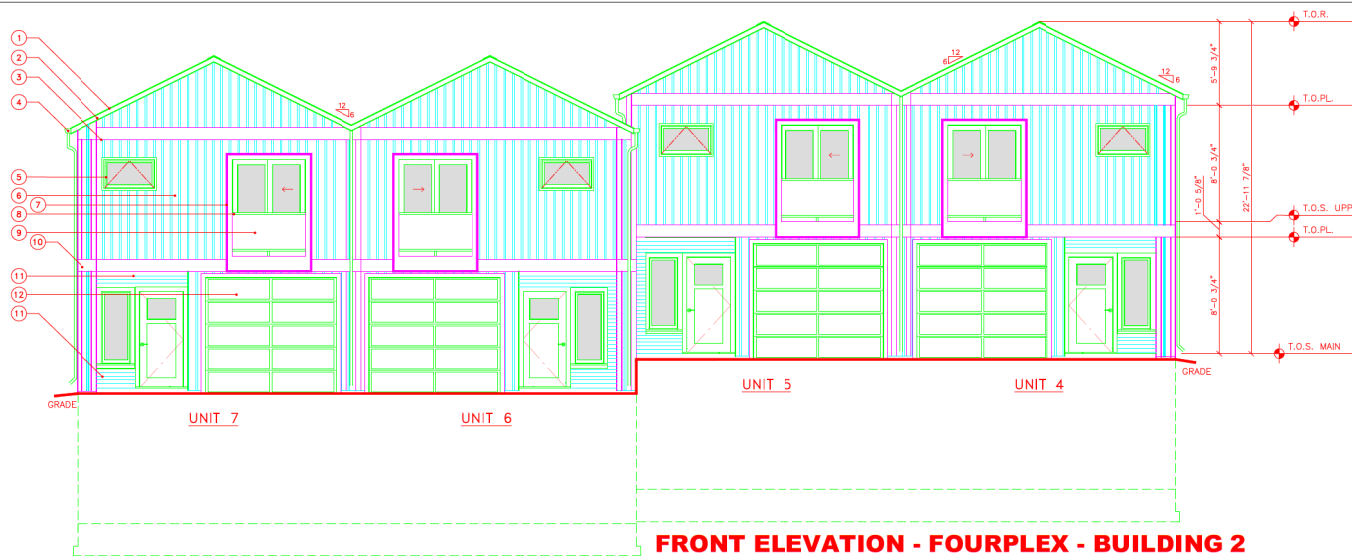 T.O.R.
1
2
3
4
12
6
12
6
12
6
5'-9 3/4"
T.O.PL.
5
6
7
8
9
10
8'-0 3/4"
1'-0 5/8"
22'-11 7/8"
T.O.S. UPP
T.O.PL.
11
12
11
8'-0 3/4"
T.O.S. MAIN
GRADE
GRADE
UNIT 7
UNIT 6
UNIT 5
UNIT 4
FRONT ELEVATION - FOURPLEX - BUILDING 2